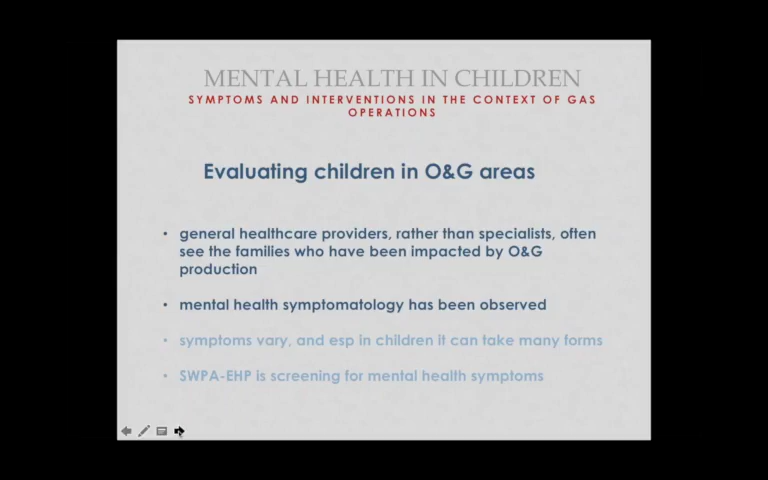 MENTAL HEALTH IN CHILDREN
SYMPTOMS AND INTERVENTIONS IN THE CONTEXT OF GAS
OPERATIONS
Evaluating children in O&G areas
• general healthcare providers, rather than specialists, often
see the families who have been impacted by O&G
production
• mental health symptomatology has been observed
• symptoms vary, and esp in children it can take many forms
• SWPA-EHP is screening for mental health symptoms